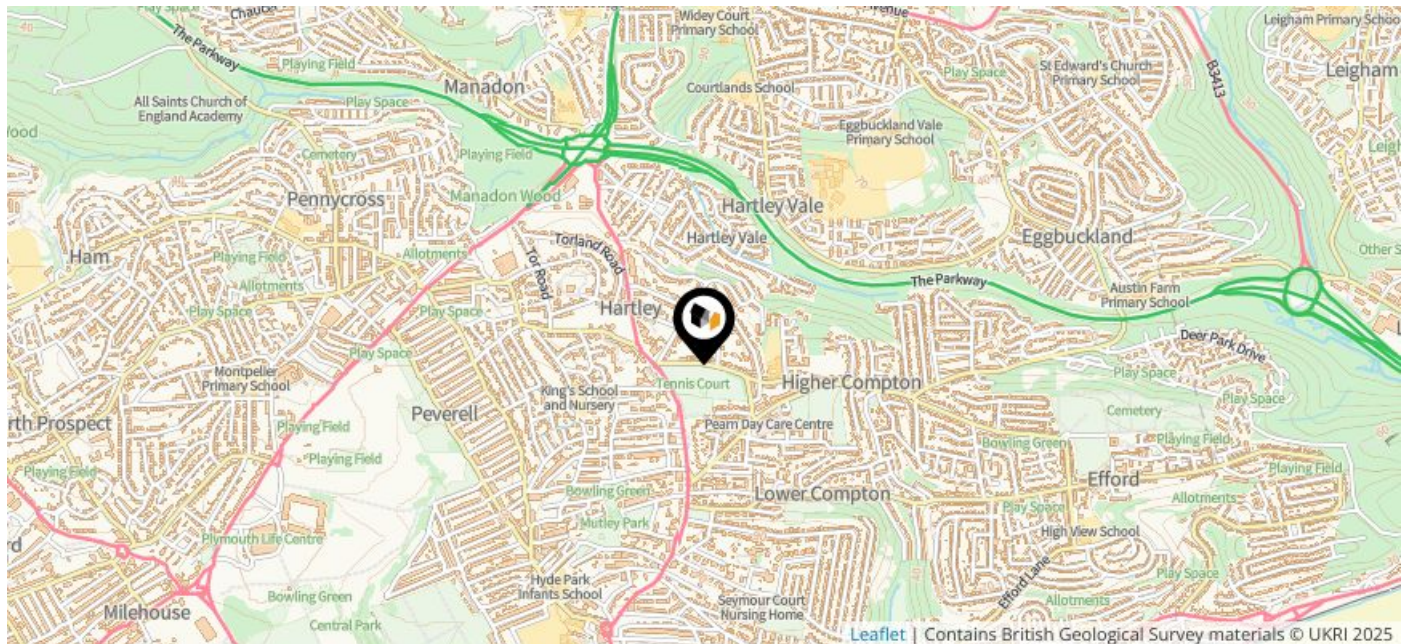 Chaucer
Widey Court
Primary School
Avenue
Leigham Primary Schoo
The Parkway
Playing Field
Manadon
St Edward's Church
Primary School
Play Space
Leigham
B3413
All Saints Church of
England Academy
Play Space
Courtlands School
Eggbuckland Vale
Primary School
Wood
Cemetery
Playing Field
Leigh
Pennycross
Manadon Wood
Hartley Vale
Hartley Vale
Eggbuckland
Ham
Playing Field
Allotments
Tor Road
Torland Road
Other S
Allotments
The Parkway
Austin Farm
Primary School
Play Space
Play Space
Hartley
Deer Park Drive
Play Space
Montpelier
Primary School
Tennis Court
Higher Compton
Play Space
King's School
and Nursery
Play Space
Peverell
Cemetery
rth Prospect
Playing Field
Pearn Day Care Centre
Bowling Green
Playing Field
Playing Field
Playing Field
Playing Field
Efford
Bowling Green
Lower Compton
Allotments
Play Space
Mutley Park
High View School
Plymouth Life Centre
rd
Hyde Park
Infants School
Play Space
Efford Lane
Milehouse
Bowling Green
Central Park
Seymour Court
Nursing Home
Allotments
Leaflet | Contains British Geological Survey materials © UKRI 2025